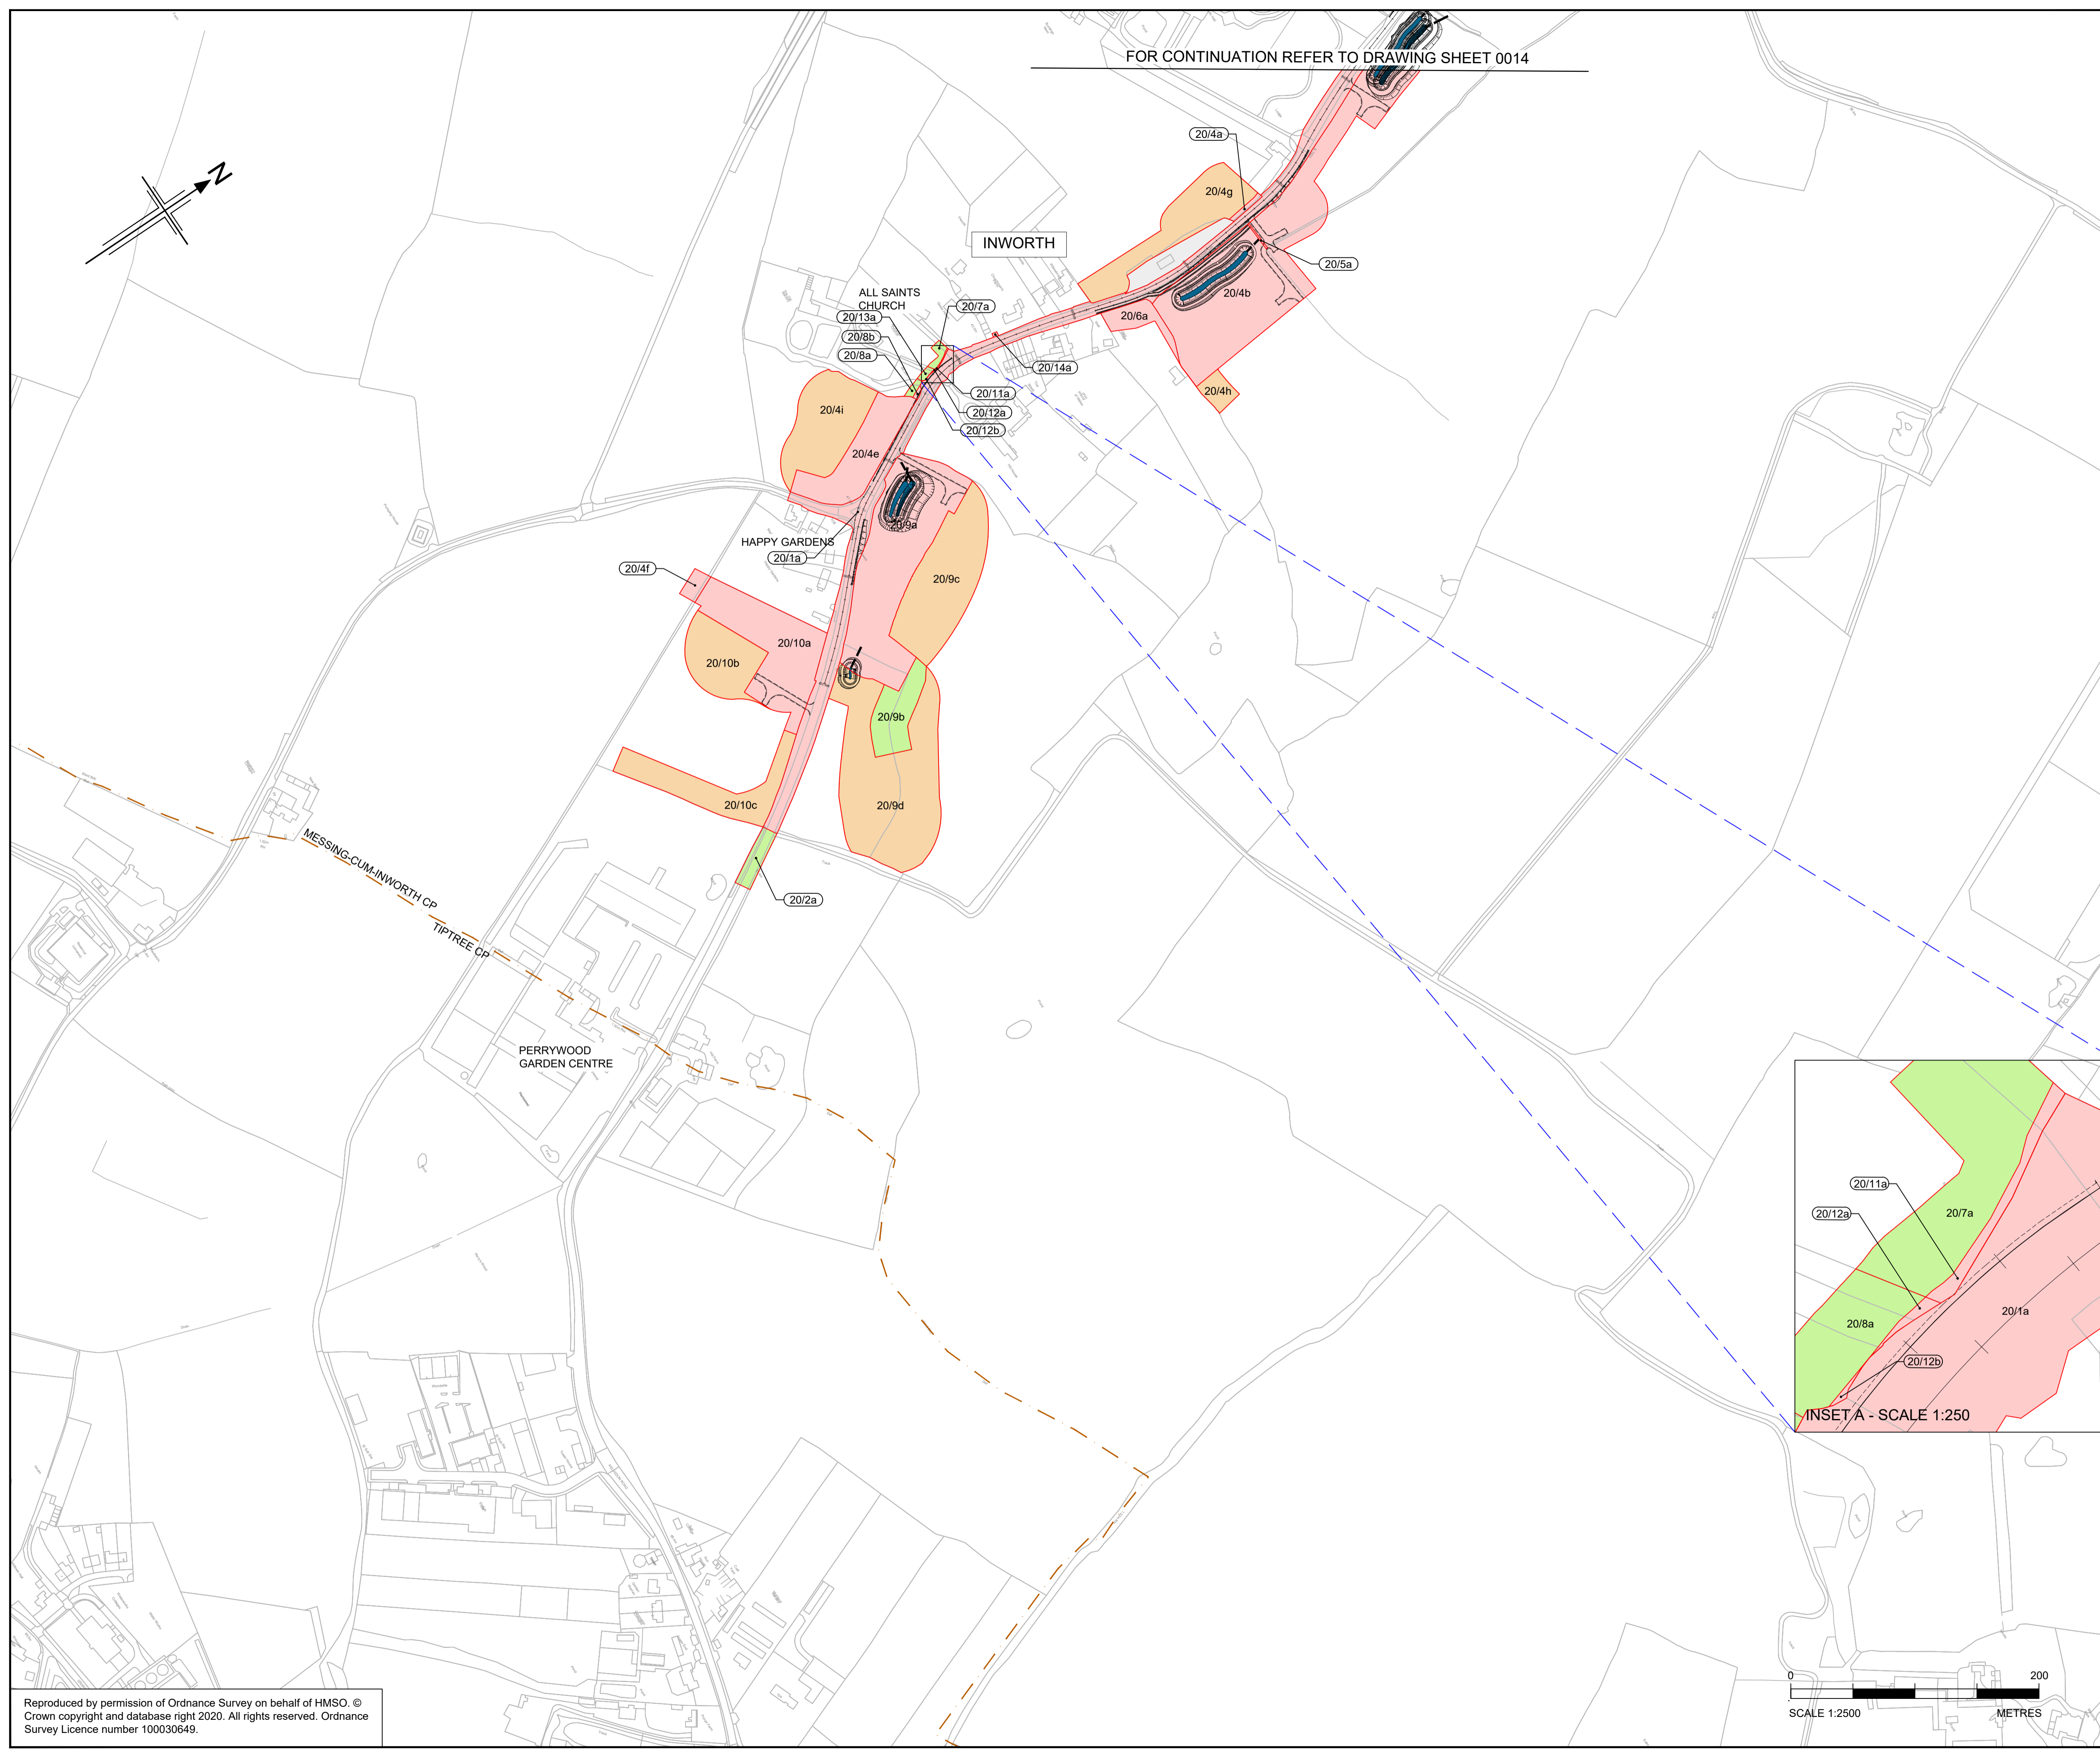 FOR CONTINUATION REFER TO DRAWING SHEET 0014
N
20/4a
20/4g
INWORTH
20/5a
20/4b
ALL SAINTS
CHURCH
20/7a
20/13a
20/6a
20/8b
20/8a
20/14a
20/11a
20/4h
20/12a
20/4i
20/12b
20/4e
20/9a
HAPPY GARDENS
20/1a
20/4f
20/9c
20/10a
20/10b
20/9b
20/10c
20/9d
MESSING-CUM-INWORTH CP
TIPTREE CP
20/2a
PERRYWOOD
GARDEN CENTRE
20/11a
20/12a
20/7a
20/1a
20/8a
20/12b
INSET A - SCALE 1:250
0
200
SCALE 1:2500
METRES
Reproduced by permission of Ordnance Survey on behalf of HMSO. ©
Crown copyright and database right 2020. All rights reserved. Ordnance
Survey Licence number 100030649.